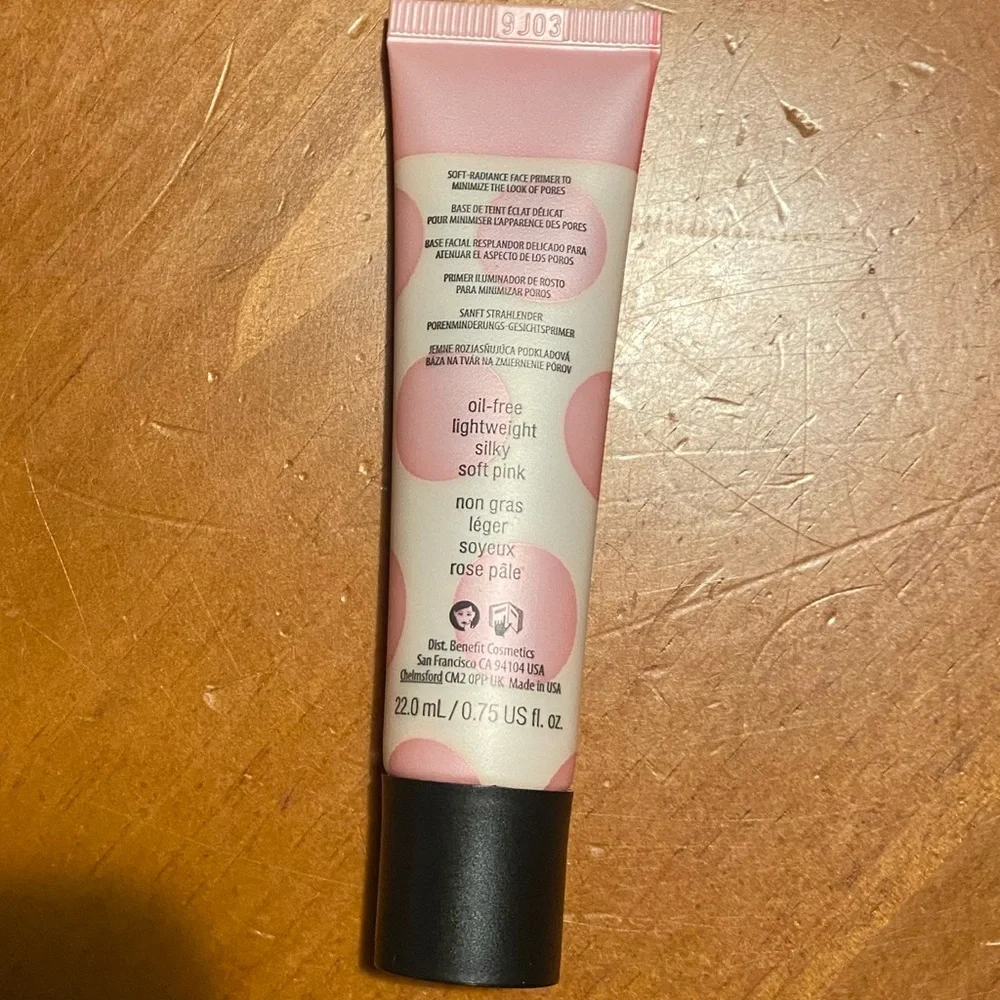 9J03
SOFT-RADIANCE FACE PRIMER TO
MINIMIZE THE LOOK OF PORES
BASE DE TEINT ÉCLAT DÉLICAT
POUR MINIMISER L'APPARENCE DES PORES
BASE FACIAL RESPLANDOR DELICADO PARA
ATENUAR EL ASPECTO DE LOS POROS
PRIMER ILUMINADOR DE ROSTO
PARA MINIMIZAR POROS
SANFT STRAHLENDER
PORENMINDERUNGS-GESICHTSPRIMER
JEMNE ROZJASŇUJÚCA PODKLADOVÁ
BÁZA NA TVÁR NA ZMIERNENIE PÓROV
oil-free
lightweight
silky
soft pink
non gras
léger
soyeux
rose pâle
Dist. Benefit Cosmetics
San Francisco CA 94104 USA
Chelmsford CM2 0PP UK Made in USA
22.0 mL / 0.75 US fl. oz.